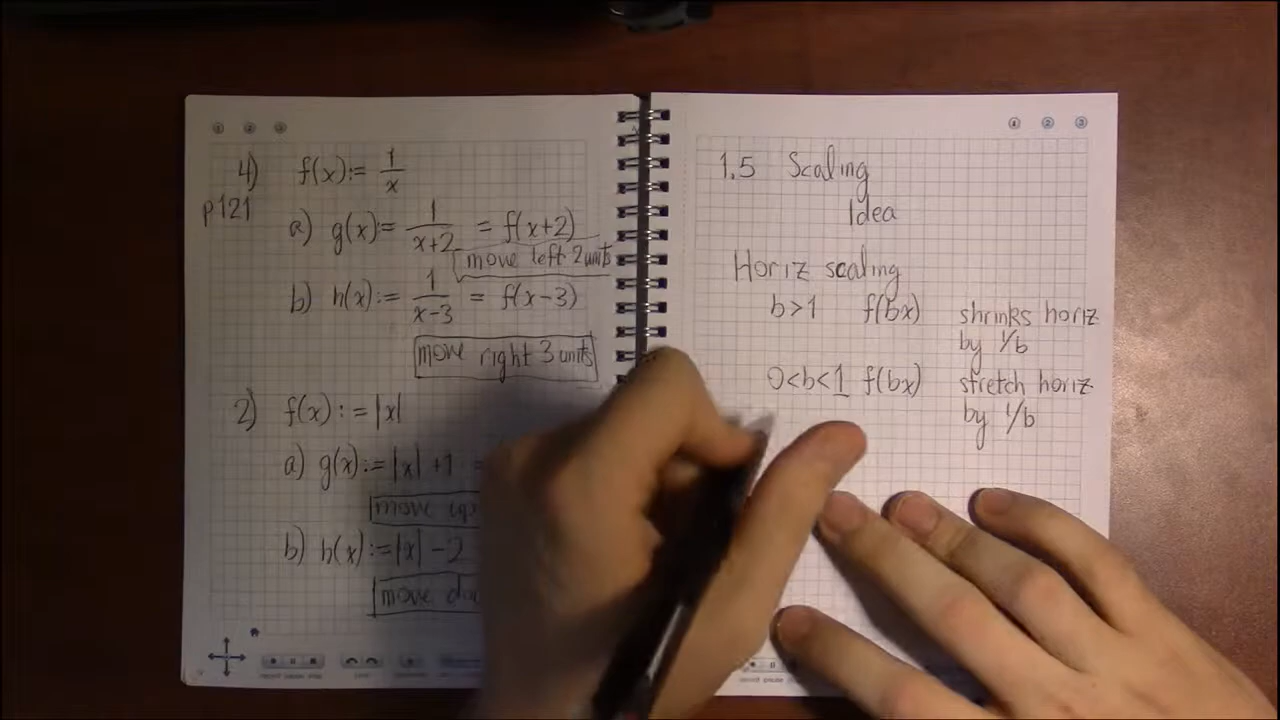 4) f(x):= 1/x
p121
a) g(x):= 1/(x+2) = f(x+2)
move left 2units
b) h(x):= 1/(x-3) = f(x-3)
move right 3 units
2) f(x):=|x|
a) g(x):=|x| +1 =
move up
b) h(x):=|x| -2
move
1.5 Scaling
Idea
Horiz scaling
b>1 f(bx) shrinks horiz
by 1/b
0<b<1 f(bx) stretch horiz
by 1/b